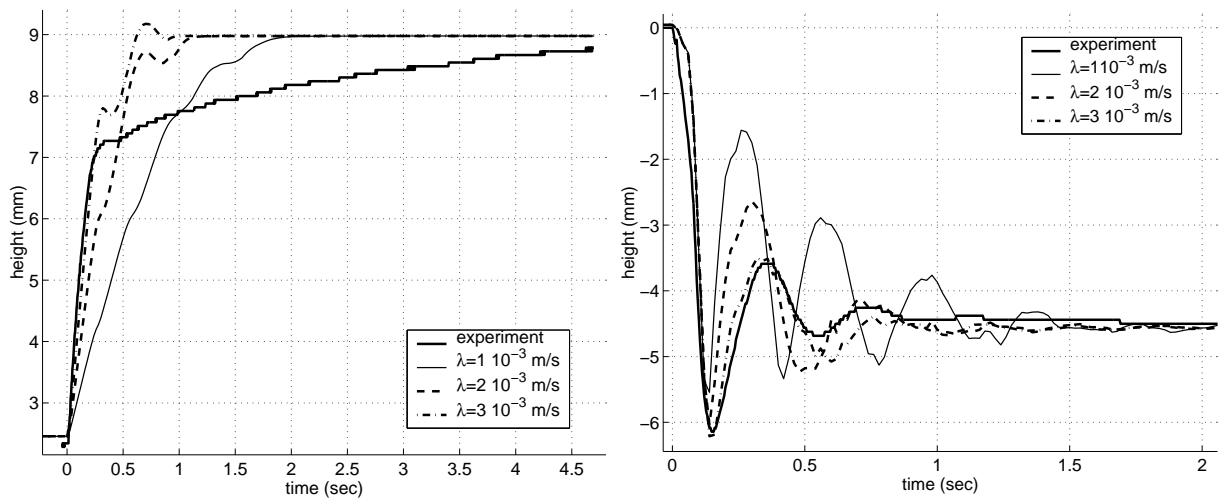 9
8
7
6
5
4
3
height (mm)
experiment
λ=1 10⁻³ m/s
λ=2 10⁻³ m/s
λ=3 10⁻³ m/s
0
0.5
1
1.5
2
2.5
3
3.5
4
4.5
time (sec)
0
−1
−2
−3
−4
−5
−6
height (mm)
experiment
λ=110⁻³ m/s
λ=2 10⁻³ m/s
λ=3 10⁻³ m/s
0
0.5
1
1.5
2
time (sec)